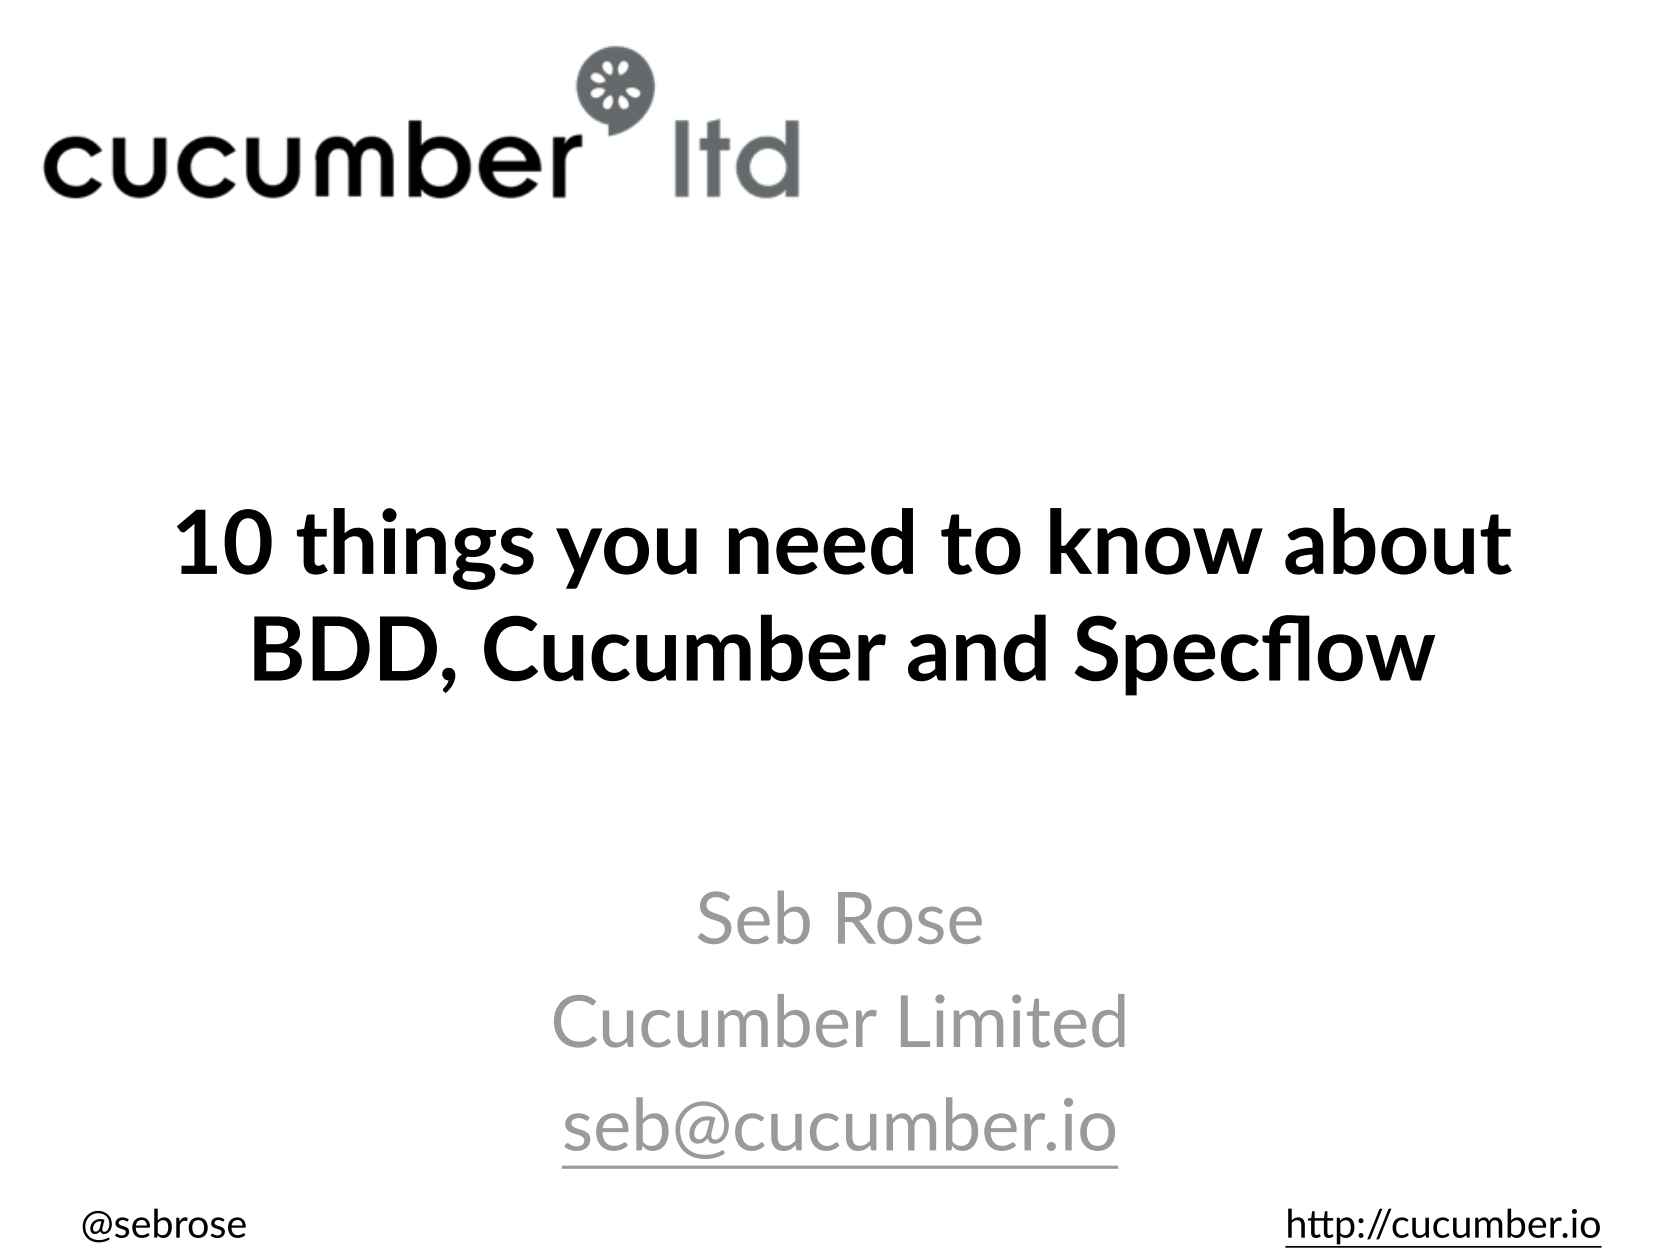 cucumber ltd
10 things you need to know about
BDD, Cucumber and Specflow
Seb Rose
Cucumber Limited
seb@cucumber.io
@sebrose http://cucumber.io